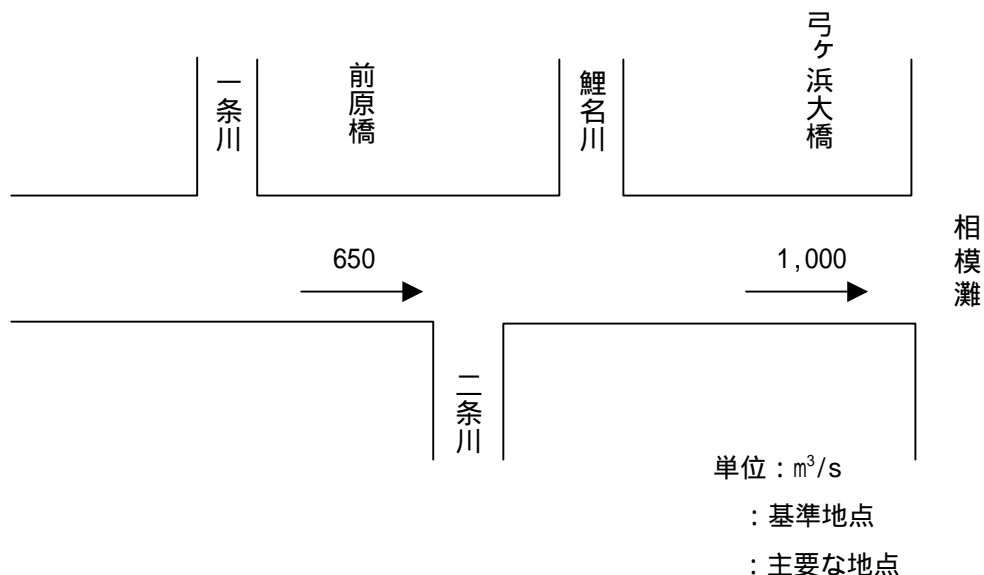 一条川
前原橋
鯉名川
弓ヶ浜大橋
相模灘
650
1,000
二条川
単位：m³/s
：基準地点
：主要な地点